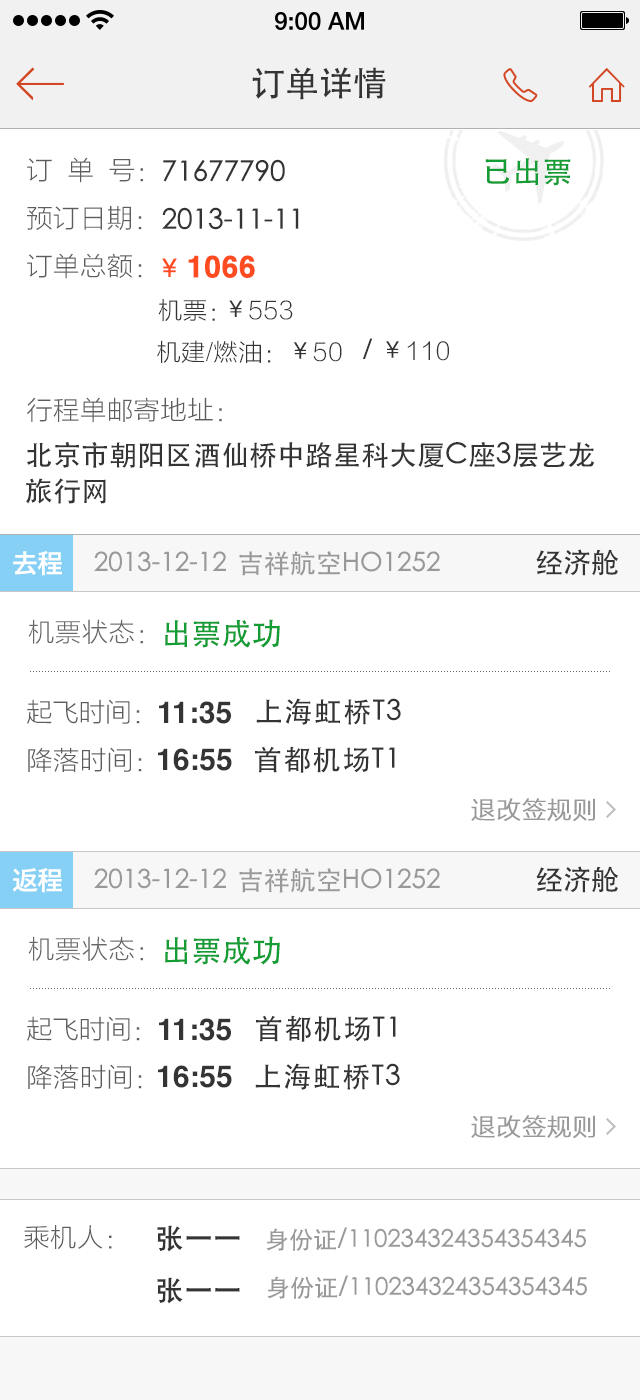 9:00 AM
订单详情
订单号: 71677790
已出票
预订日期: 2013-11-11
订单总额: ¥ 1066
机票: ¥553
机建/燃油: ¥50 / ¥110
行程单邮寄地址:
北京市朝阳区酒仙桥中路星科大厦C座3层艺龙
旅行网
去程 2013-12-12 吉祥航空HO1252 经济舱
机票状态: 出票成功
起飞时间: 11:35 上海虹桥T3
降落时间: 16:55 首都机场T1
退改签规则 >
返程 2013-12-12 吉祥航空HO1252 经济舱
机票状态: 出票成功
起飞时间: 11:35 首都机场T1
降落时间: 16:55 上海虹桥T3
退改签规则 >
乘机人: 张一一 身份证/110234324354354345
张一一 身份证/110234324354354345